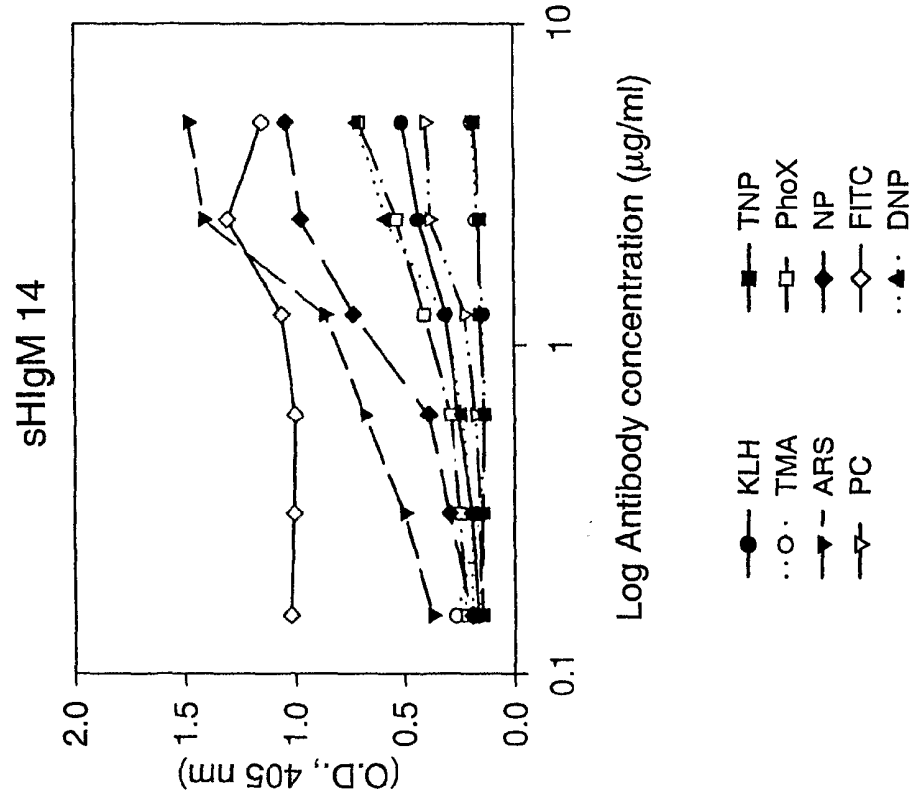 sHIgM 14
(O.D., 405 nm)
2.0
1.5
1.0
0.5
0.0
0.1
1
10
Log Antibody concentration (µg/ml)
KLH
TMA
ARS
PC
TNP
PhoX
NP
FITC
DNP